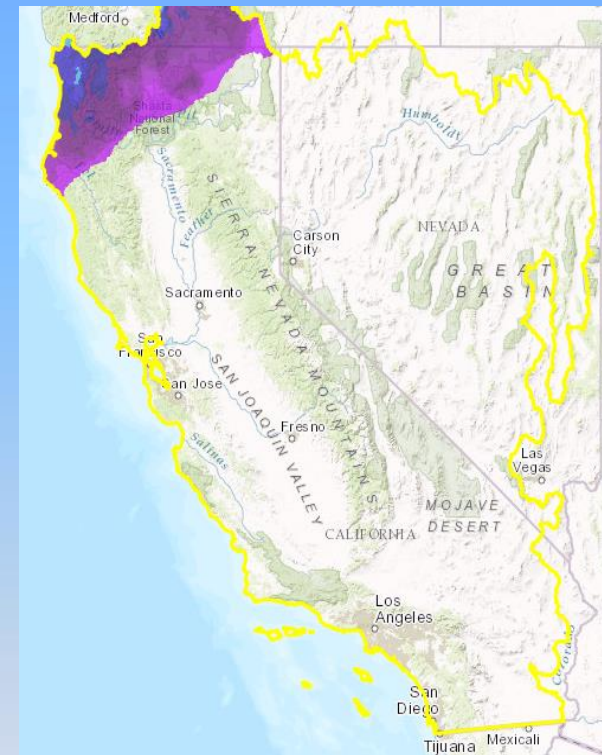 Medford
Shasta
National
Forest
Pit
Humboldt
Sacramento
Feather
NEVADA
Carson
City
GREAT
BASIN
SIERRA NEVADA MOUNTAINS
Sacramento
San
Francisco
San Jose
SAN JOAQUIN VALLEY
Fresno
Salinas
Las
Vegas
MOJAVE
DESERT
CALIFORNIA
Los
Angeles
Colorado
San
Diego
Tijuana
Mexicali